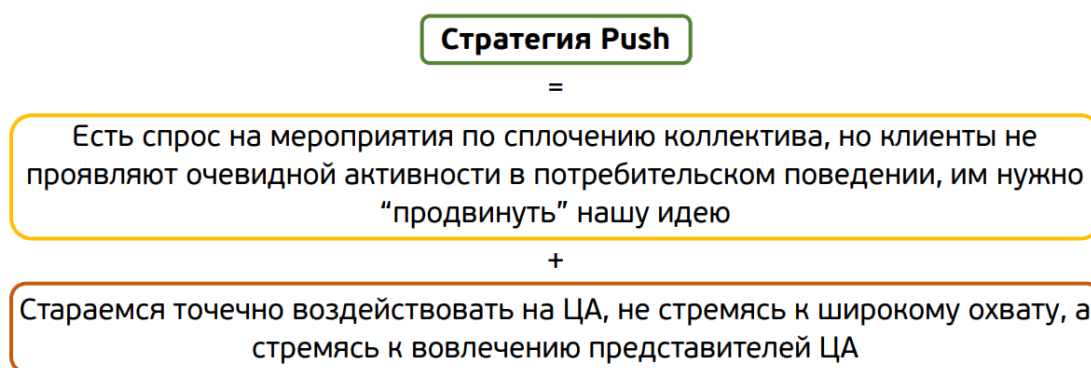 Стратегия Push
=
Есть спрос на мероприятия по сплочению коллектива, но клиенты не
проявляют очевидной активности в потребительском поведении, им нужно
“продвинуть” нашу идею
+
Стараемся точечно воздействовать на ЦА, не стремясь к широкому охвату, а
стремясь к вовлечению представителей ЦА